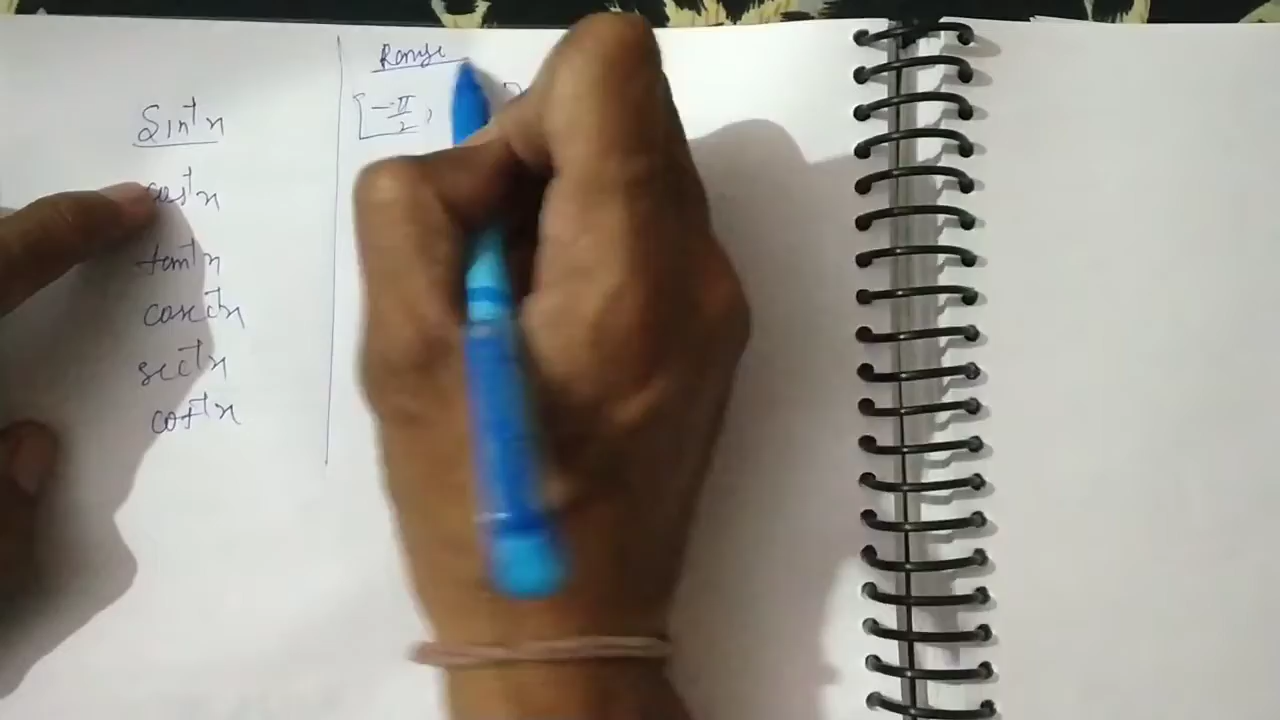 Range
sin⁻¹x [-π/2,
cos⁻¹x
tan⁻¹x
cosec⁻¹x
sec⁻¹x
cot⁻¹x